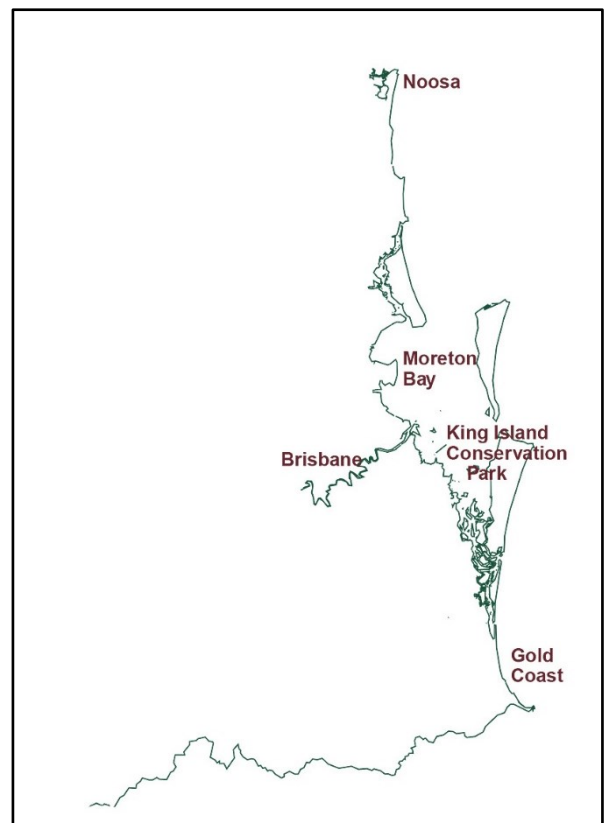 Noosa
Moreton
Bay
King Island
Conservation
Park
Brisbane
Gold
Coast